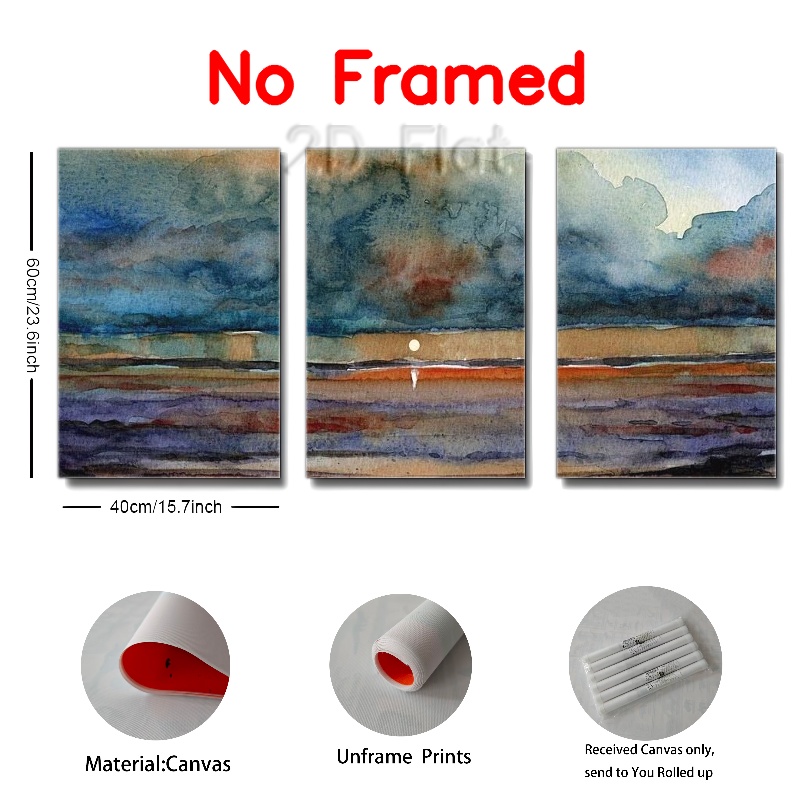 No Framed
2D Flat
60cm/23.6inch
40cm/15.7inch
Material:Canvas
Unframe Prints
Received Canvas only,
send to You Rolled up